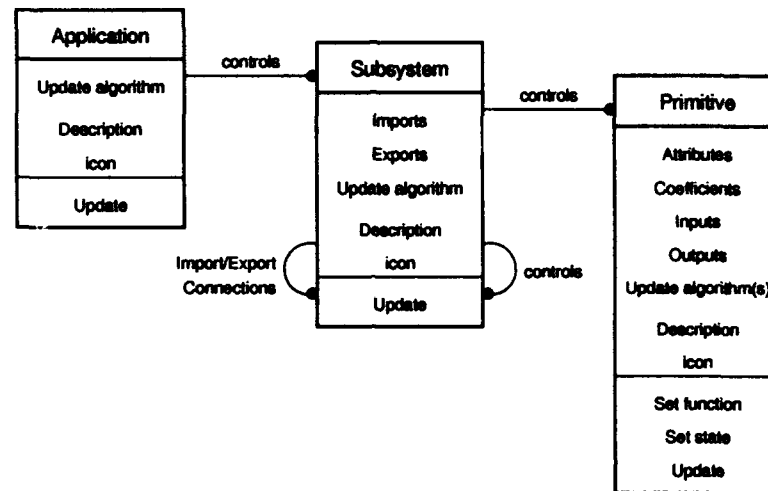 Application
Update algorithm
Description
icon
Update
controls
Subsystem
Imports
Exports
Update algorithm
Description
icon
Update
Import/Export
Connections
controls
controls
Primitive
Attributes
Coefficients
Inputs
Outputs
Update algorithm(s)
Description
icon
Set function
Set state
Update